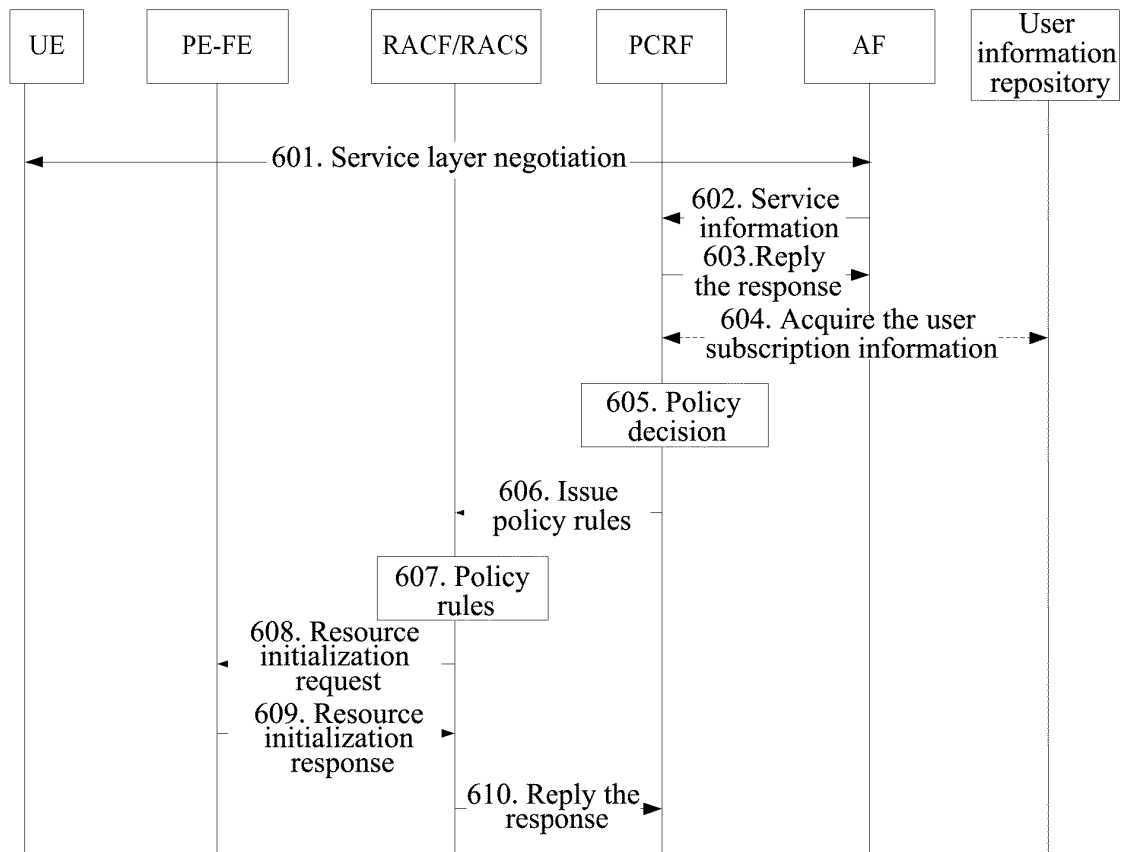 UE
PE-FE
RACF/RACS
PCRF
AF
User
information
repository
601. Service layer negotiation
602. Service
information
603.Reply
the response
604. Acquire the user
subscription information
605. Policy
decision
606. Issue
policy rules
607. Policy
rules
608. Resource
initialization
request
609. Resource
initialization
response
610. Reply the
response